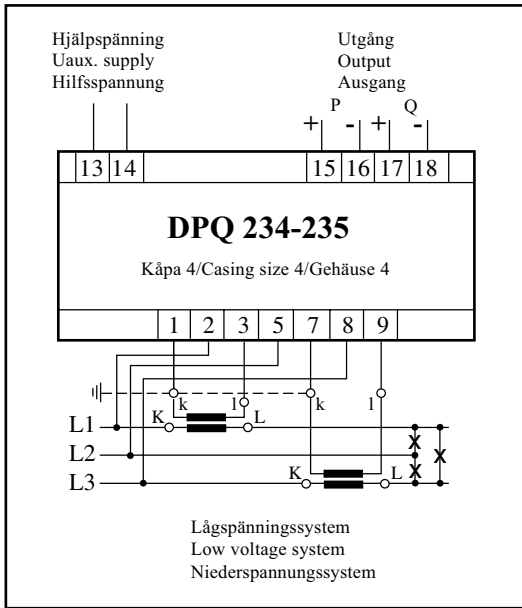 Hjälpspänning
Uaux. supply
Hilfsspannung
Utgång
Output
Ausgang
P Q
+ - + -
13 14 15 16 17 18
DPQ 234-235
Kåpa 4/Casing size 4/Gehäuse 4
1 2 3 5 7 8 9
k l k l
K L
L1
L2
K L
L3
X
X X
Lågspänningssystem
Low voltage system
Niederspannungssystem